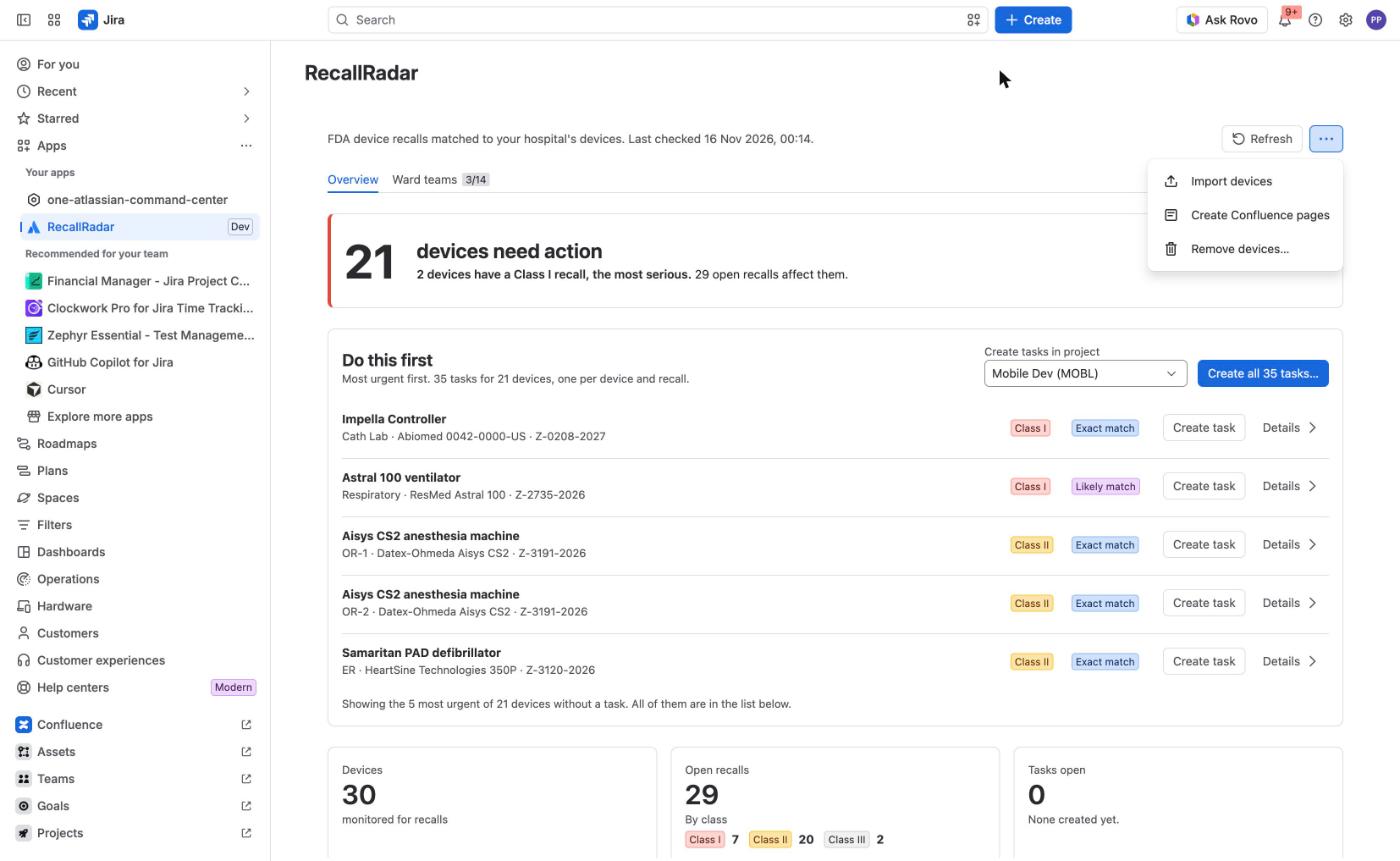 Jira
Search
Create
Ask Rovo
9+
PP
For you
Recent
Starred
Apps
Your apps
one-atlassian-command-center
RecallRadar
Dev
Recommended for your team
Financial Manager - Jira Project C...
Clockwork Pro for Jira Time Tracki...
Zephyr Essential - Test Manageme...
GitHub Copilot for Jira
Cursor
Explore more apps
Roadmaps
Plans
Spaces
Filters
Dashboards
Operations
Hardware
Customers
Customer experiences
Help centers
Modern
Confluence
Assets
Teams
Goals
Projects
RecallRadar
FDA device recalls matched to your hospital's devices. Last checked 16 Nov 2026, 00:14.
Refresh
Import devices
Create Confluence pages
Remove devices...
Overview
Ward teams 3/14
21
devices need action
2 devices have a Class I recall, the most serious. 29 open recalls affect them.
Do this first
Most urgent first. 35 tasks for 21 devices, one per device and recall.
Create tasks in project
Mobile Dev (MOBL)
Create all 35 tasks...
Impella Controller
Cath Lab · Abiomed 0042-0000-US · Z-0208-2027
Class I
Exact match
Create task
Details
Astral 100 ventilator
Respiratory · ResMed Astral 100 · Z-2735-2026
Class I
Likely match
Create task
Details
Aisys CS2 anesthesia machine
OR-1 · Datex-Ohmeda Aisys CS2 · Z-3191-2026
Class II
Exact match
Create task
Details
Aisys CS2 anesthesia machine
OR-2 · Datex-Ohmeda Aisys CS2 · Z-3191-2026
Class II
Exact match
Create task
Details
Samaritan PAD defibrillator
ER · HeartSine Technologies 350P · Z-3120-2026
Class II
Exact match
Create task
Details
Showing the 5 most urgent of 21 devices without a task. All of them are in the list below.
Devices
30
monitored for recalls
Open recalls
29
By class
Class I 7 Class II 20 Class III 2
Tasks open
0
None created yet.